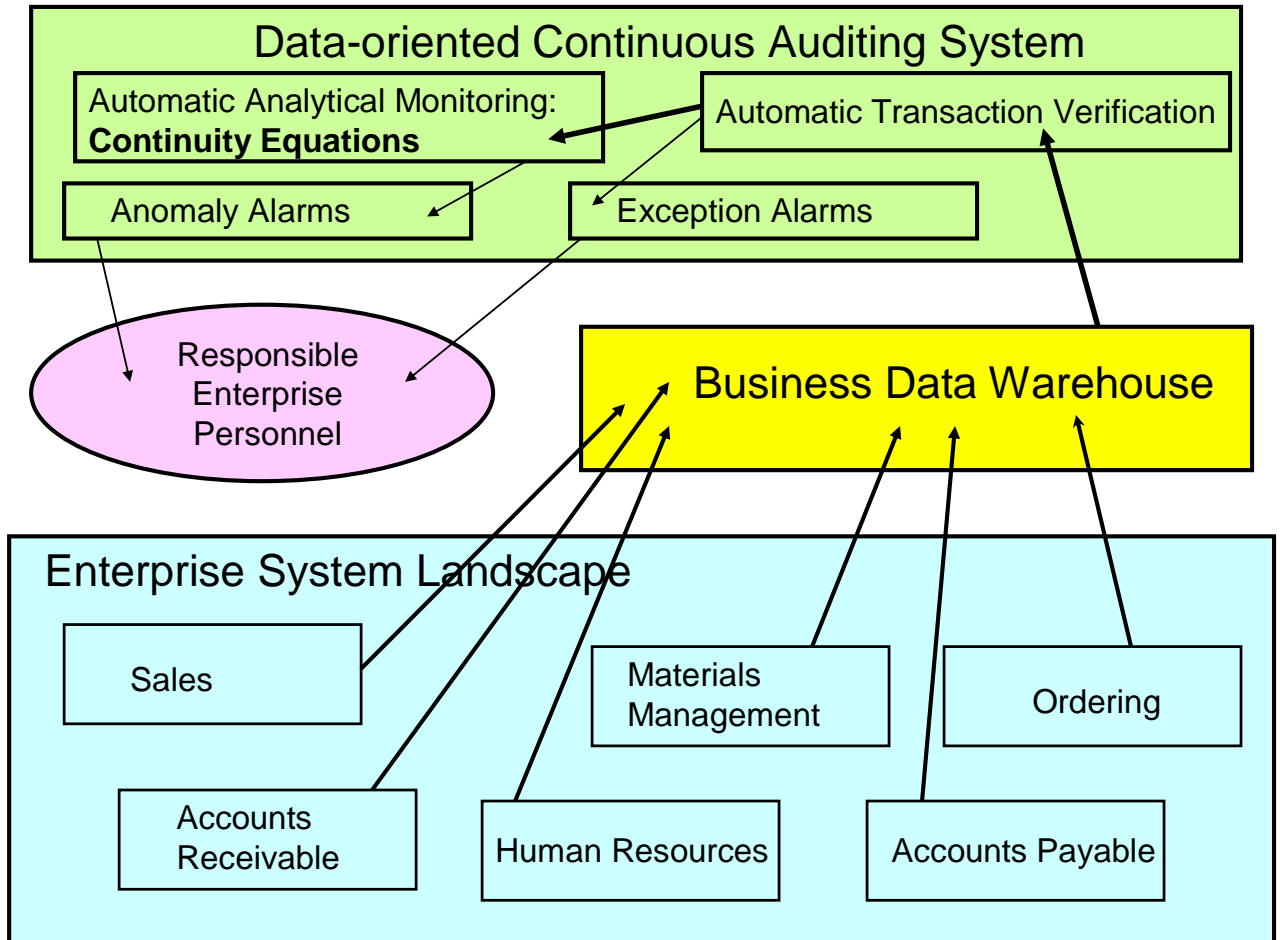 Data-oriented Continuous Auditing System
Automatic Analytical Monitoring:
Continuity Equations
Automatic Transaction Verification
Anomaly Alarms
Exception Alarms
Responsible
Enterprise
Personnel
Business Data Warehouse
Enterprise System Landscape
Sales
Materials
Management
Ordering
Accounts
Receivable
Human Resources
Accounts Payable